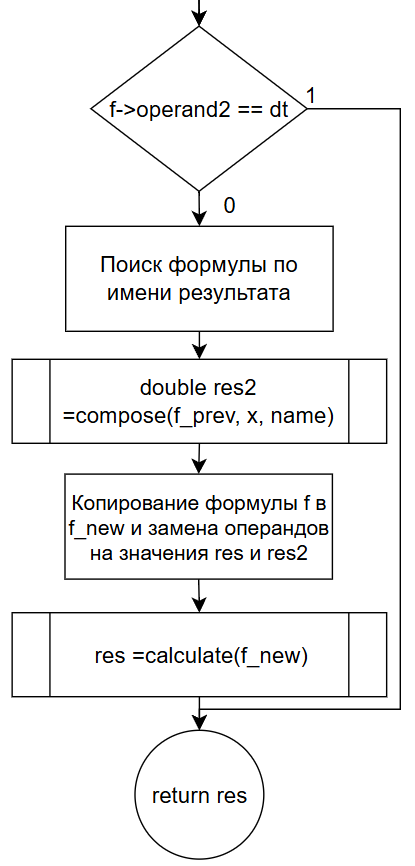 f->operand2 == dt
1
0
Поиск формулы по
имени результата
double res2
=compose(f_prev, x, name)
Копирование формулы f в
f_new и замена операндов
на значения res и res2
res =calculate(f_new)
return res